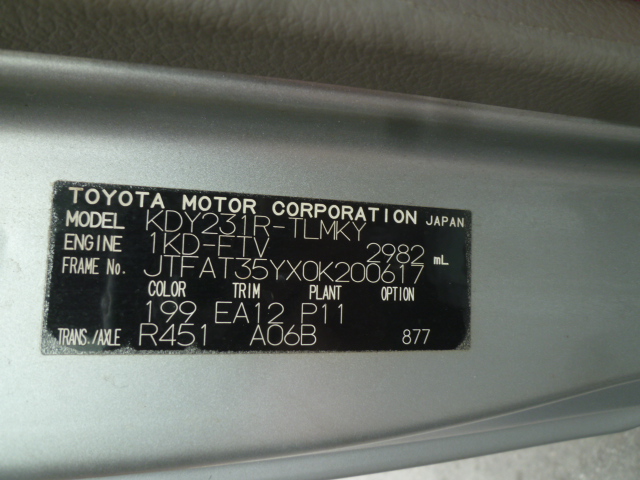 TOYOTA MOTOR CORPORATION JAPAN
MODEL KDY231R-TLMKY
ENGINE 1KD-FTV 2982 mL
FRAME No. JTFAT35YX0K200617
COLOR TRIM PLANT OPTION
199 EA12 P11
TRANS./AXLE R451 A06B 877